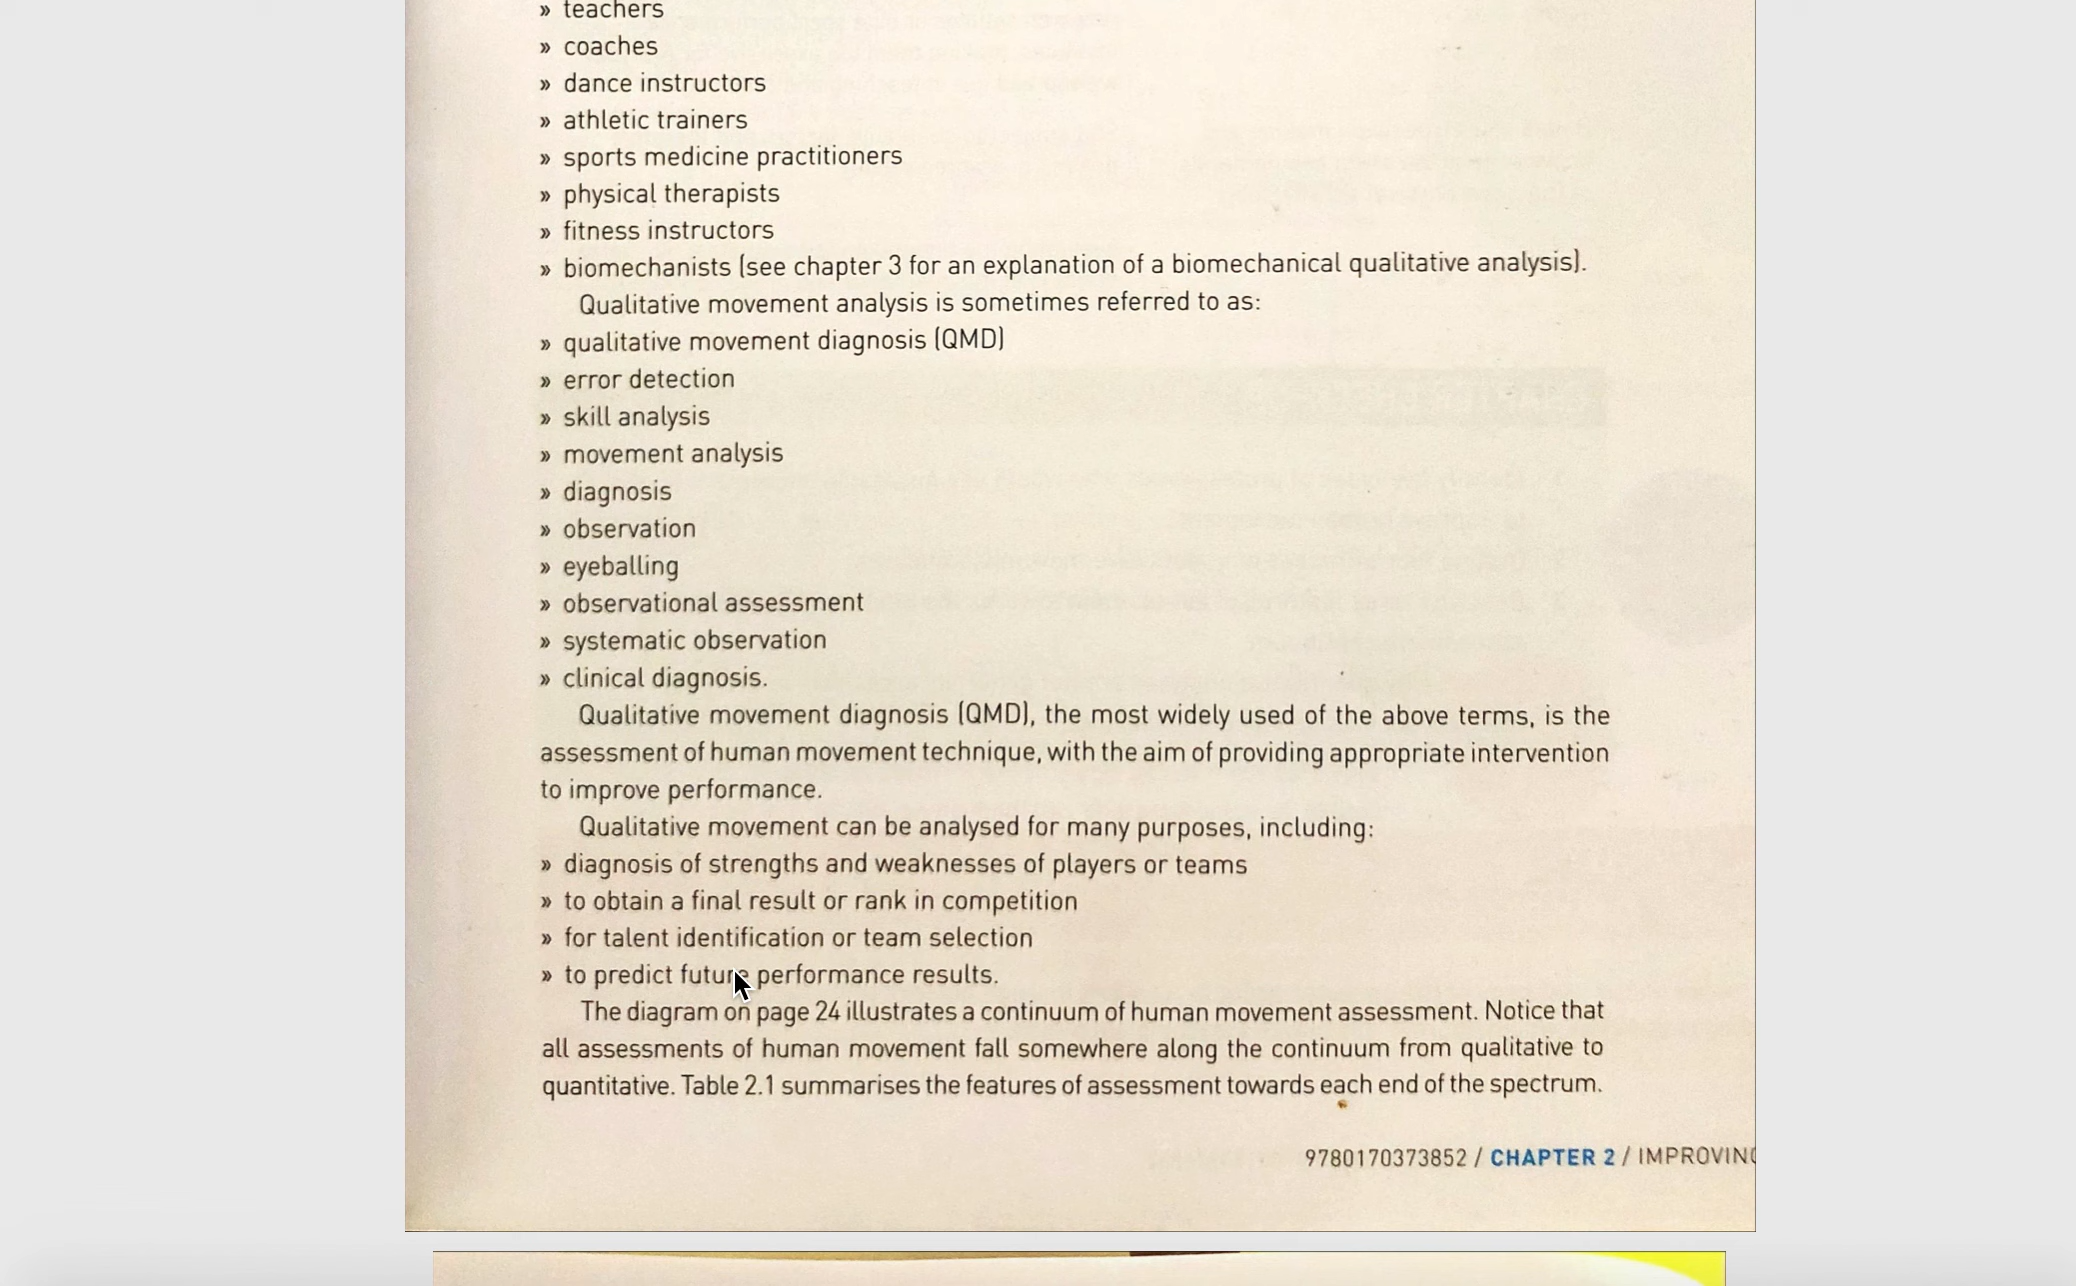 » teachers
» coaches
» dance instructors
» athletic trainers
» sports medicine practitioners
» physical therapists
» fitness instructors
» biomechanists (see chapter 3 for an explanation of a biomechanical qualitative analysis).
Qualitative movement analysis is sometimes referred to as:
» qualitative movement diagnosis (QMD)
» error detection
» skill analysis
» movement analysis
» diagnosis
» observation
» eyeballing
» observational assessment
» systematic observation
» clinical diagnosis.
Qualitative movement diagnosis (QMD), the most widely used of the above terms, is the
assessment of human movement technique, with the aim of providing appropriate intervention
to improve performance.
Qualitative movement can be analysed for many purposes, including:
» diagnosis of strengths and weaknesses of players or teams
» to obtain a final result or rank in competition
» for talent identification or team selection
» to predict future performance results.
The diagram on page 24 illustrates a continuum of human movement assessment. Notice that
all assessments of human movement fall somewhere along the continuum from qualitative to
quantitative. Table 2.1 summarises the features of assessment towards each end of the spectrum.
9780170373852 / CHAPTER 2 / IMPROVING